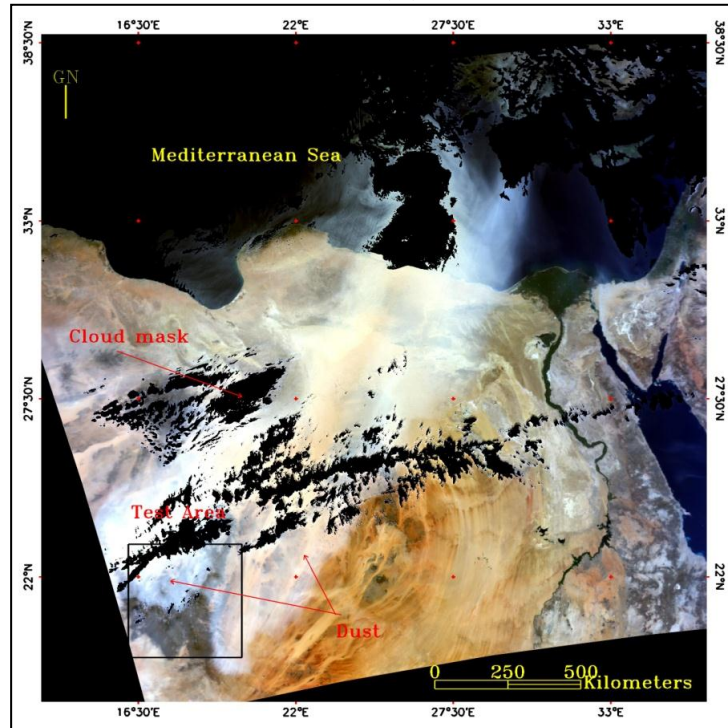 16°30'E 22°E 27°30'E 33°E
38°30'N 38°30'N
GN
Mediterranean Sea
33°N 33°N
Cloud mask
27°30'N 27°30'N
Test Area
22°N 22°N
Dust
0 250 500
Kilometers
16°30'E 22°E 27°30'E 33°E